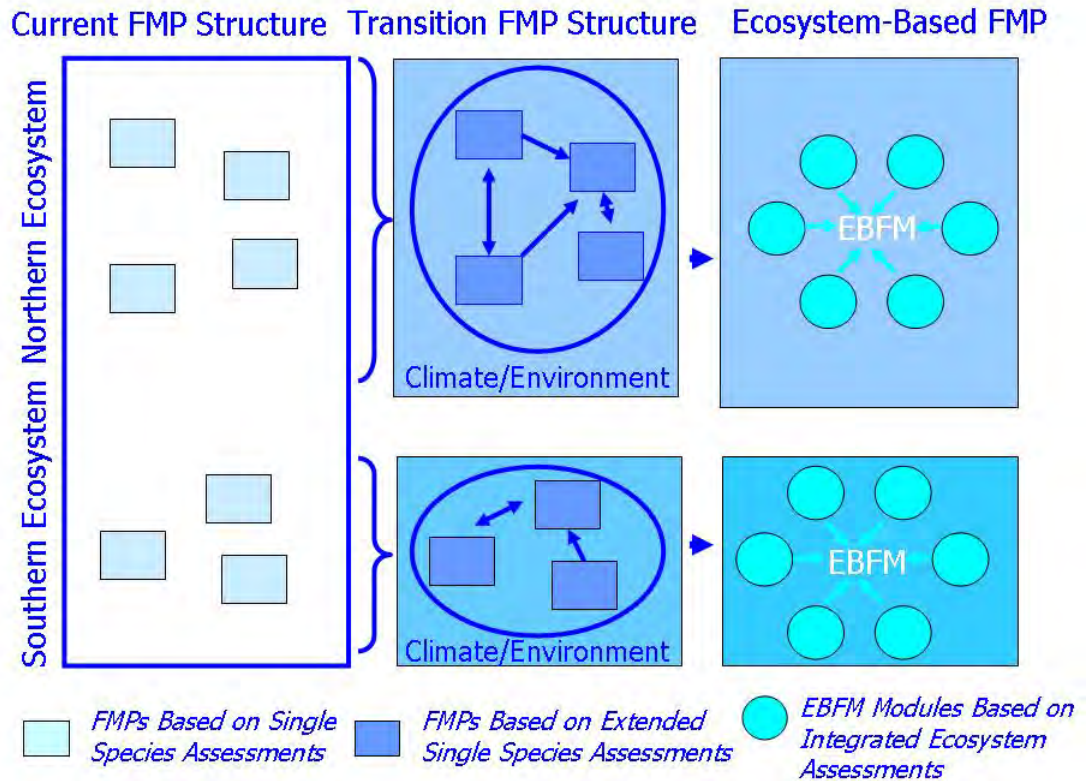 Current FMP Structure
Transition FMP Structure
Ecosystem-Based FMP
Northern Ecosystem
Southern Ecosystem
Climate/Environment
EBFM
Climate/Environment
EBFM
FMPs Based on Single
Species Assessments
FMPs Based on Extended
Single Species Assessments
EBFM Modules Based on
Integrated Ecosystem
Assessments